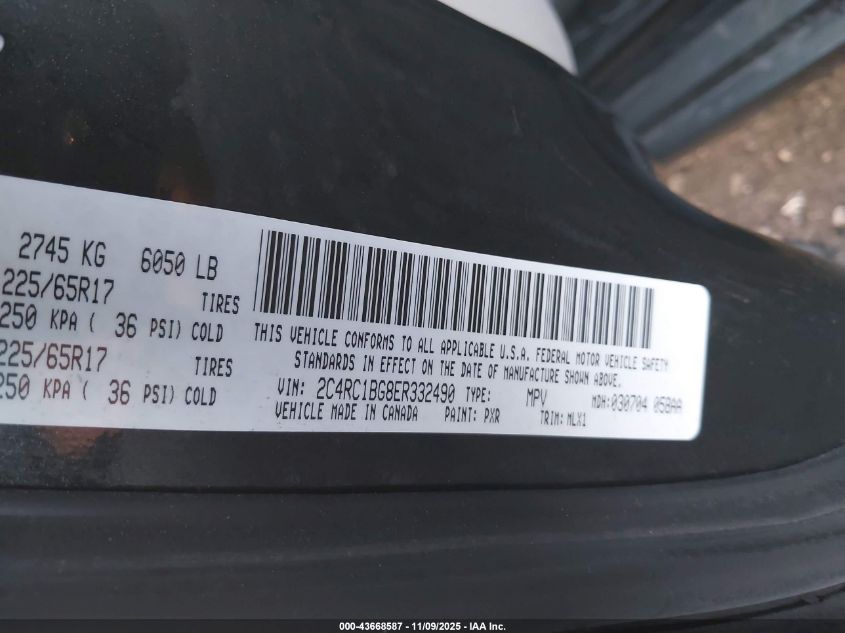 2745 KG 6050 LB
225/65R17 TIRES
250 KPA ( 36 PSI) COLD
225/65R17 TIRES
250 KPA ( 36 PSI) COLD
THIS VEHICLE CONFORMS TO ALL APPLICABLE U.S.A. FEDERAL MOTOR VEHICLE SAFETY
STANDARDS IN EFFECT ON THE DATE OF MANUFACTURE SHOWN ABOVE.
VIN: 2C4RC1BG8ER332490 TYPE: MPV MDH: 030704 058AA
VEHICLE MADE IN CANADA PAINT: PXR TRIM: MLX1
000-43668587 - 11/09/2025 - IAA Inc.